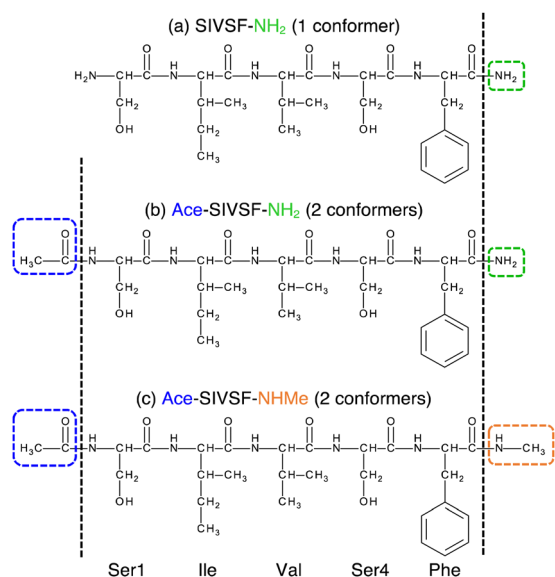 (a) SIVSF-NH2 (1 conformer)
O O O O O
H2N—CH—C—N—CH—C—N—CH—C—N—CH—C—N—CH—C—NH2
H H H H
CH2 CH—CH3 CH—CH3 CH2 CH2
OH CH2 CH3 OH
CH3
(b) Ace-SIVSF-NH2 (2 conformers)
O O O O O O
H3C—C—N—CH—C—N—CH—C—N—CH—C—N—CH—C—N—CH—C—NH2
H H H H H
CH2 CH—CH3 CH—CH3 CH2 CH2
OH CH2 CH3 OH
CH3
(c) Ace-SIVSF-NHMe (2 conformers)
O O O O O O
H3C—C—N—CH—C—N—CH—C—N—CH—C—N—CH—C—N—CH—C—N—CH3
H H H H H H
CH2 CH—CH3 CH—CH3 CH2 CH2
OH CH2 CH3 OH
CH3
Ser1 Ile Val Ser4 Phe